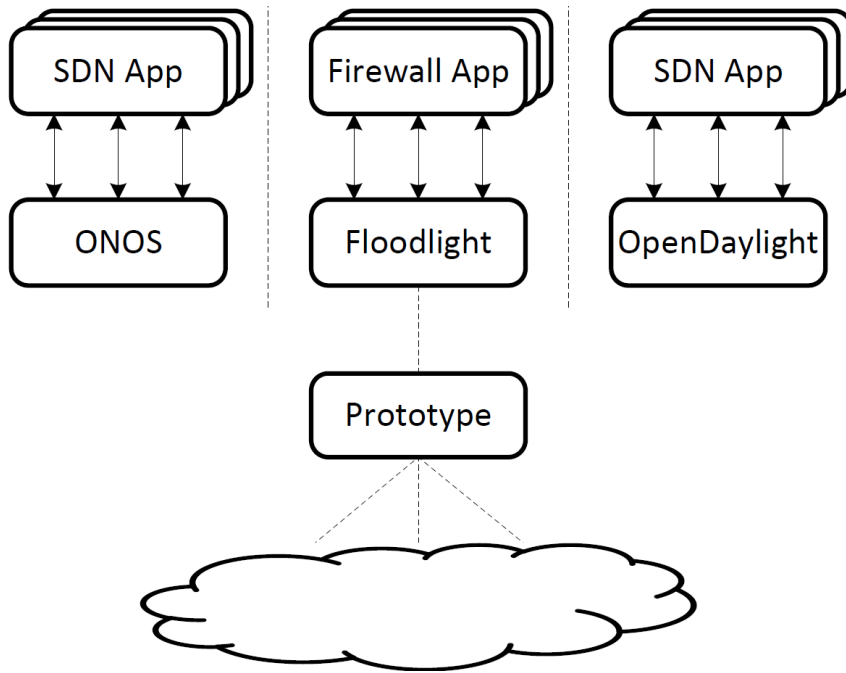 SDN App
Firewall App
SDN App
ONOS
Floodlight
OpenDaylight
Prototype